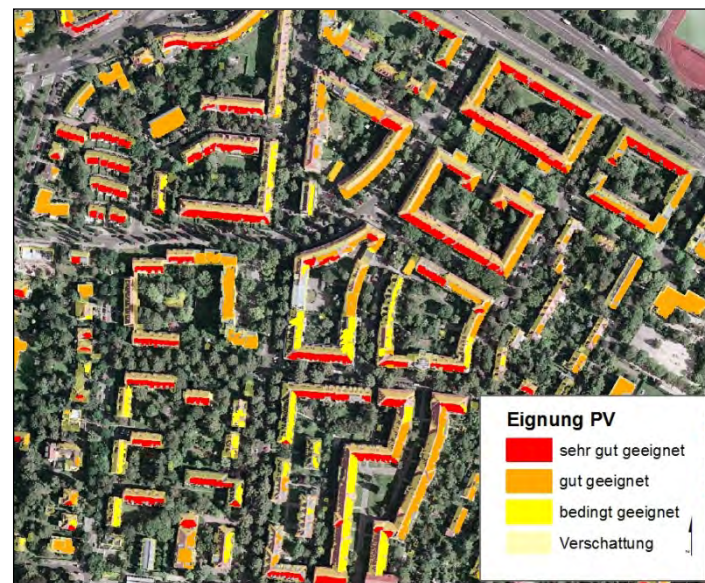 Eignung PV
sehr gut geeignet
gut geeignet
bedingt geeignet
Verschattung